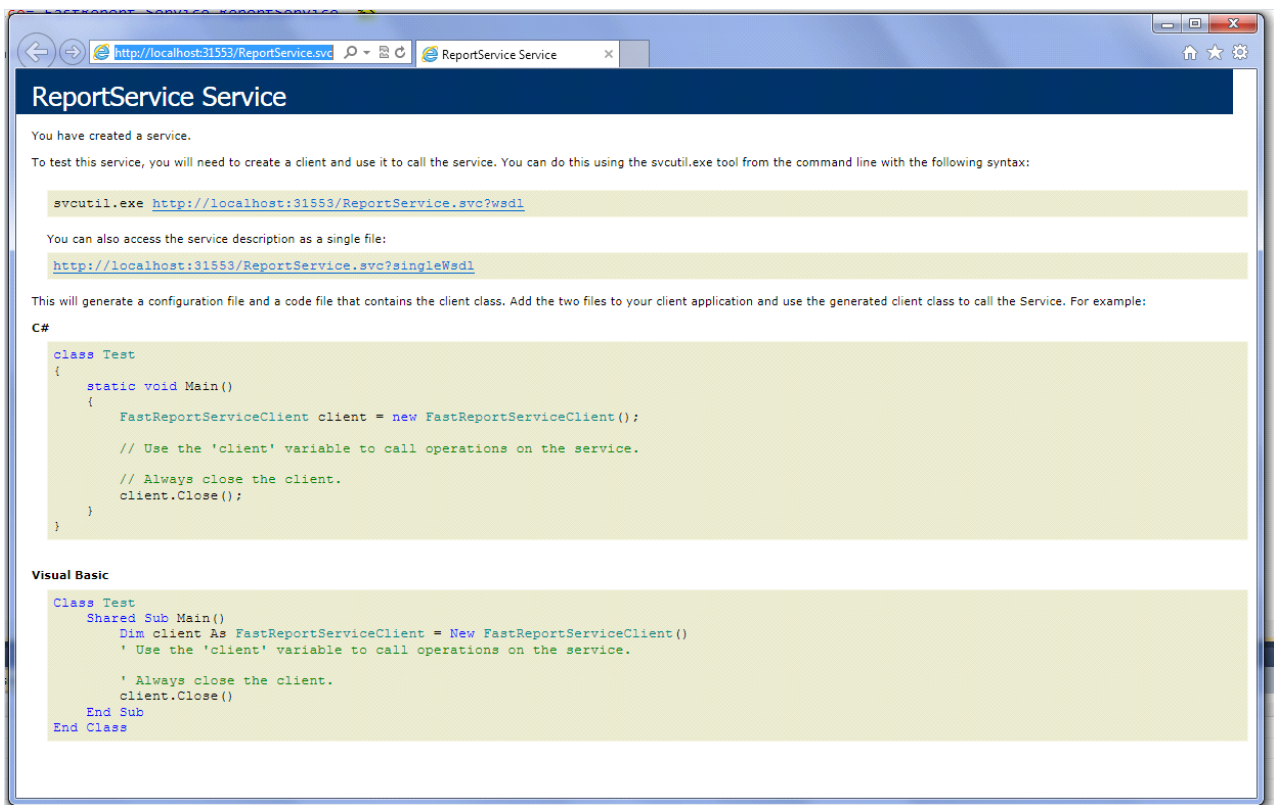 http://localhost:31553/ReportService.svc
ReportService Service
ReportService Service
You have created a service.
To test this service, you will need to create a client and use it to call the service. You can do this using the svcutil.exe tool from the command line with the following syntax:
svcutil.exe http://localhost:31553/ReportService.svc?wsdl
You can also access the service description as a single file:
http://localhost:31553/ReportService.svc?singleWsdl
This will generate a configuration file and a code file that contains the client class. Add the two files to your client application and use the generated client class to call the Service. For example:
C#
class Test
{
    static void Main()
    {
        FastReportServiceClient client = new FastReportServiceClient();
        // Use the 'client' variable to call operations on the service.
        // Always close the client.
        client.Close();
    }
}
Visual Basic
Class Test
    Shared Sub Main()
        Dim client As FastReportServiceClient = New FastReportServiceClient()
        ' Use the 'client' variable to call operations on the service.
        ' Always close the client.
        client.Close()
    End Sub
End Class